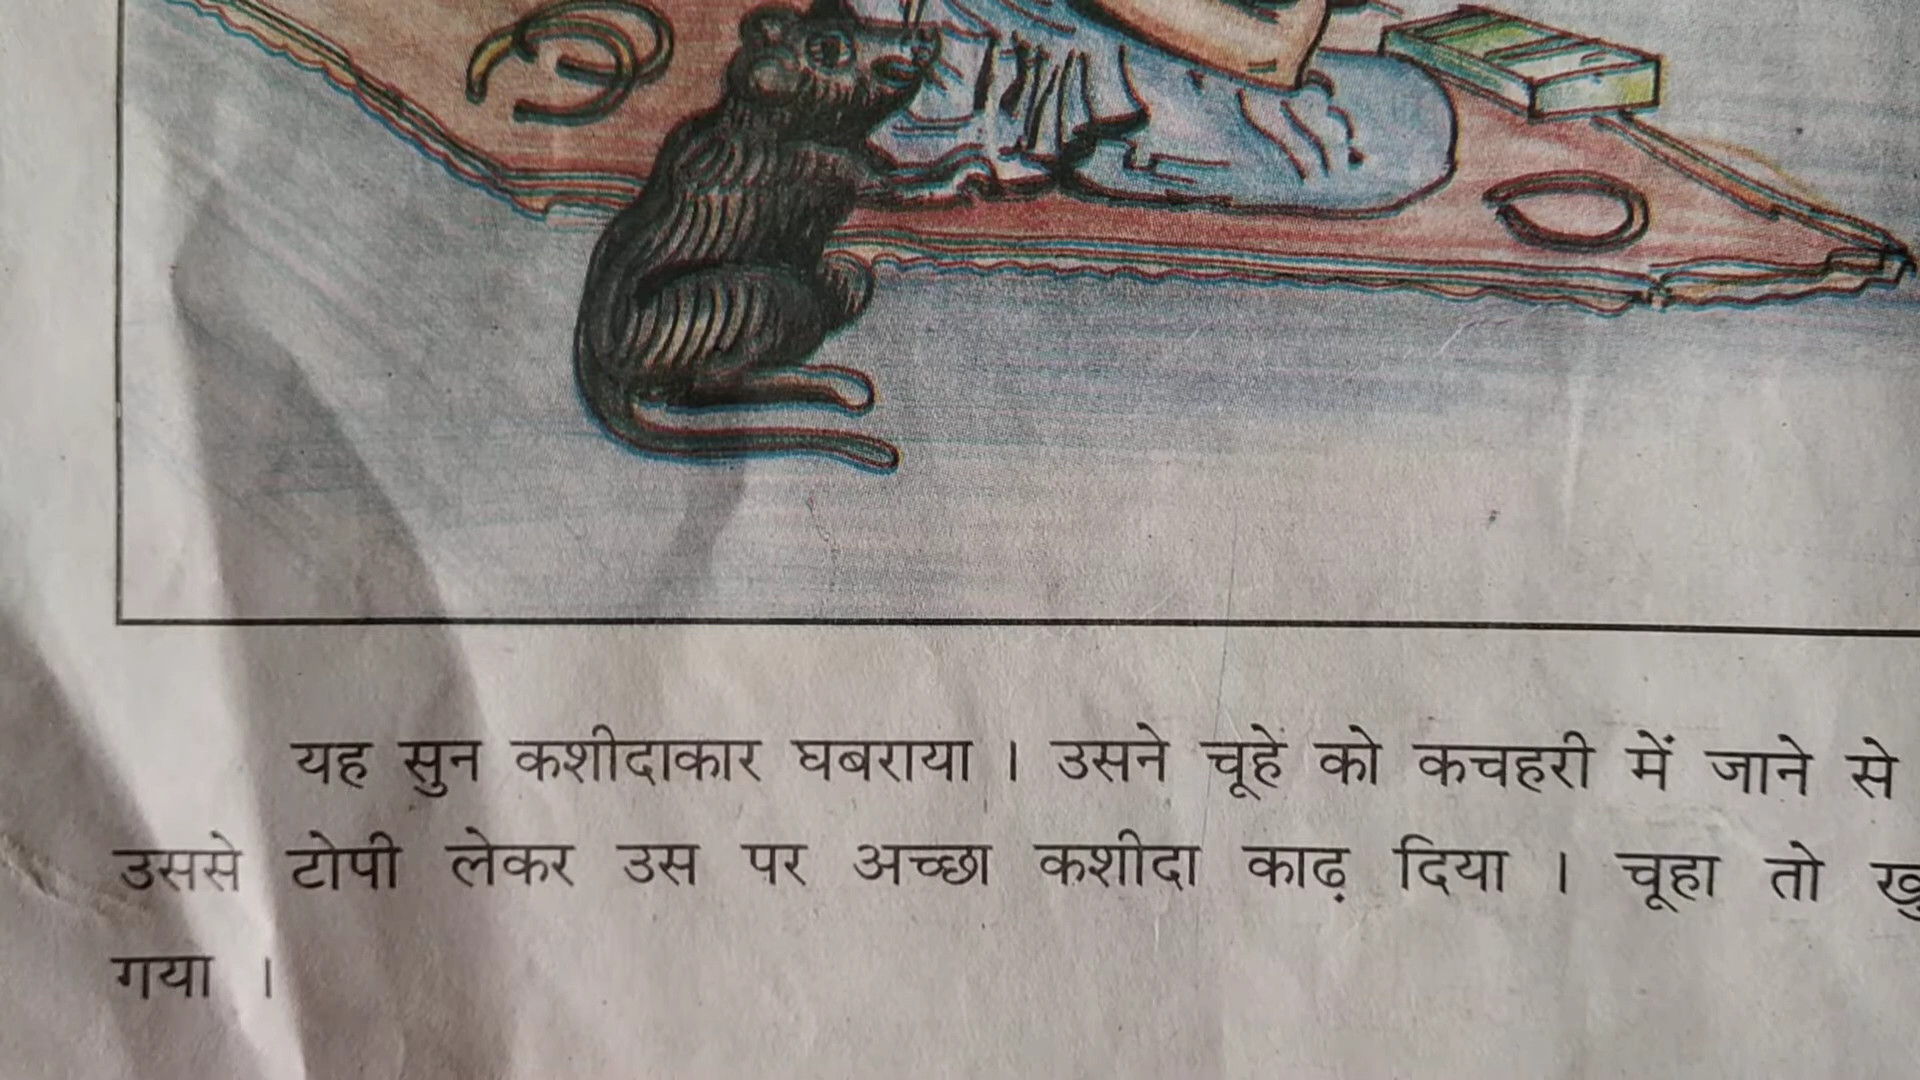 यह सुन कशीदाकार घबराया । उसने चूहें को कचहरी में जाने से
उससे टोपी लेकर उस पर अच्छा कशीदा काढ़ दिया । चूहा तो
गया ।